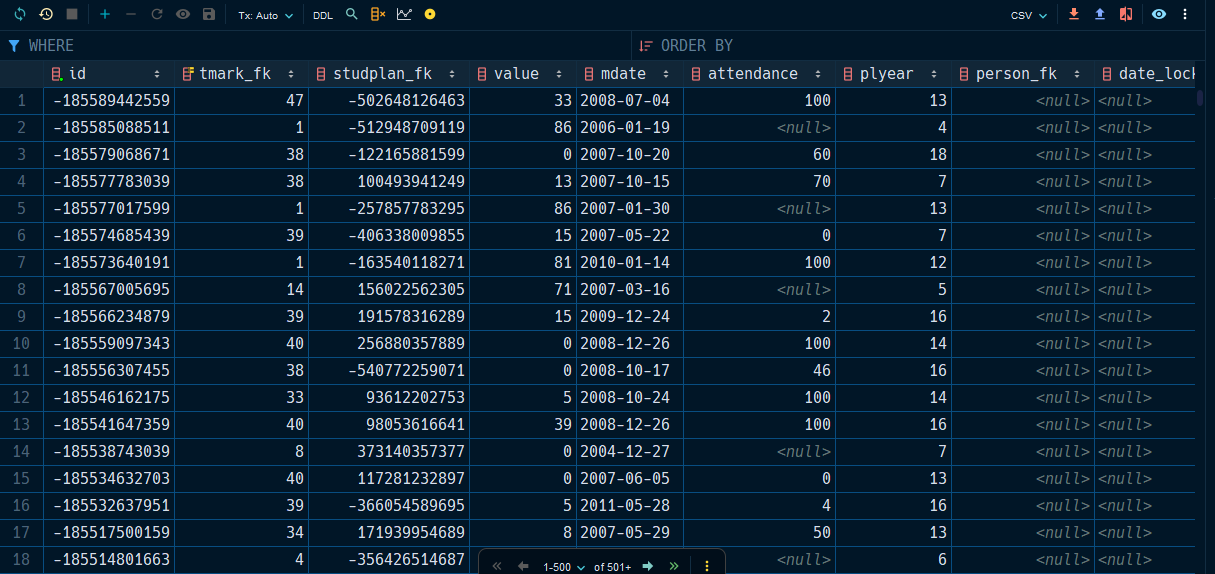 Tx: Auto DDL CSV
WHERE ORDER BY
id tmark_fk studplan_fk value mdate attendance plyear person_fk date_lock
1 -185589442559 47 -502648126463 33 2008-07-04 100 13 <null> <null>
2 -185585088511 1 -512948709119 86 2006-01-19 <null> 4 <null> <null>
3 -185579068671 38 -122165881599 0 2007-10-20 60 18 <null> <null>
4 -185577783039 38 100493941249 13 2007-10-15 70 7 <null> <null>
5 -185577017599 1 -257857783295 86 2007-01-30 <null> 13 <null> <null>
6 -185574685439 39 -406338009855 15 2007-05-22 0 7 <null> <null>
7 -185573640191 1 -163540118271 81 2010-01-14 100 12 <null> <null>
8 -185567005695 14 156022562305 71 2007-03-16 <null> 5 <null> <null>
9 -185566234879 39 191578316289 15 2009-12-24 2 16 <null> <null>
10 -185559097343 40 256880357889 0 2008-12-26 100 14 <null> <null>
11 -185556307455 38 -540772259071 0 2008-10-17 46 16 <null> <null>
12 -185546162175 33 93612202753 5 2008-10-24 100 14 <null> <null>
13 -185541647359 40 98053616641 39 2008-12-26 100 16 <null> <null>
14 -185538743039 8 373140357377 0 2004-12-27 <null> 7 <null> <null>
15 -185534632703 40 117281232897 0 2007-06-05 0 13 <null> <null>
16 -185532637951 39 -366054589695 5 2011-05-28 4 16 <null> <null>
17 -185517500159 34 171939954689 8 2007-05-29 50 13 <null> <null>
18 -185514801663 4 -356426514687 <null> 6 <null> <null>
1-500 of 501+